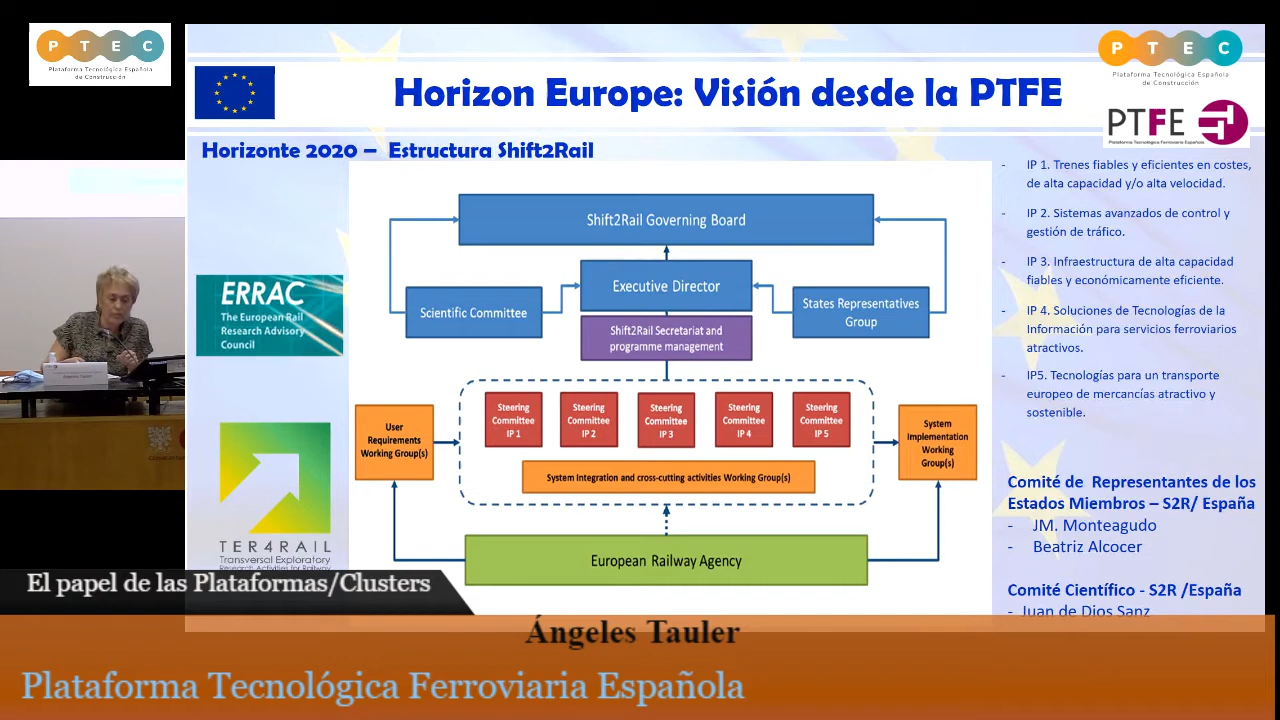 P T E C
Plataforma Tecnológica Española
de Construcción
Horizon Europe: Visión desde la PTFE
P T E C
Plataforma Tecnológica Española
de Construcción
PTFE
Plataforma Tecnológica Ferroviaria Española
Horizonte 2020 – Estructura Shift2Rail
ERRAC
The European Rail
Research Advisory
Council
TER4RAIL
Transversal Exploratory
Research Activities for Railway
Shift2Rail Governing Board
Executive Director
Scientific Committee
States Representatives
Group
Shift2Rail Secretariat and
programme management
User
Requirements
Working Group(s)
Steering
Committee
IP 1
Steering
Committee
IP 2
Steering
Committee
IP 3
Steering
Committee
IP 4
Steering
Committee
IP 5
System
Implementation
Working
Group(s)
System Integration and cross-cutting activities Working Group(s)
European Railway Agency
- IP 1. Trenes fiables y eficientes en costes,
de alta capacidad y/o alta velocidad.
- IP 2. Sistemas avanzados de control y
gestión de tráfico.
- IP 3. Infraestructura de alta capacidad
fiables y económicamente eficiente.
- IP 4. Soluciones de Tecnologías de la
Información para servicios ferroviarios
atractivos.
- IP5. Tecnologías para un transporte
europeo de mercancías atractivo y
sostenible.
Comité de Representantes de los
Estados Miembros – S2R/ España
- JM. Monteagudo
- Beatriz Alcocer
Comité Científico - S2R /España
- Juan de Dios Sanz
El papel de las Plataformas/Clusters
Ángeles Tauler
Plataforma Tecnológica Ferroviaria Española